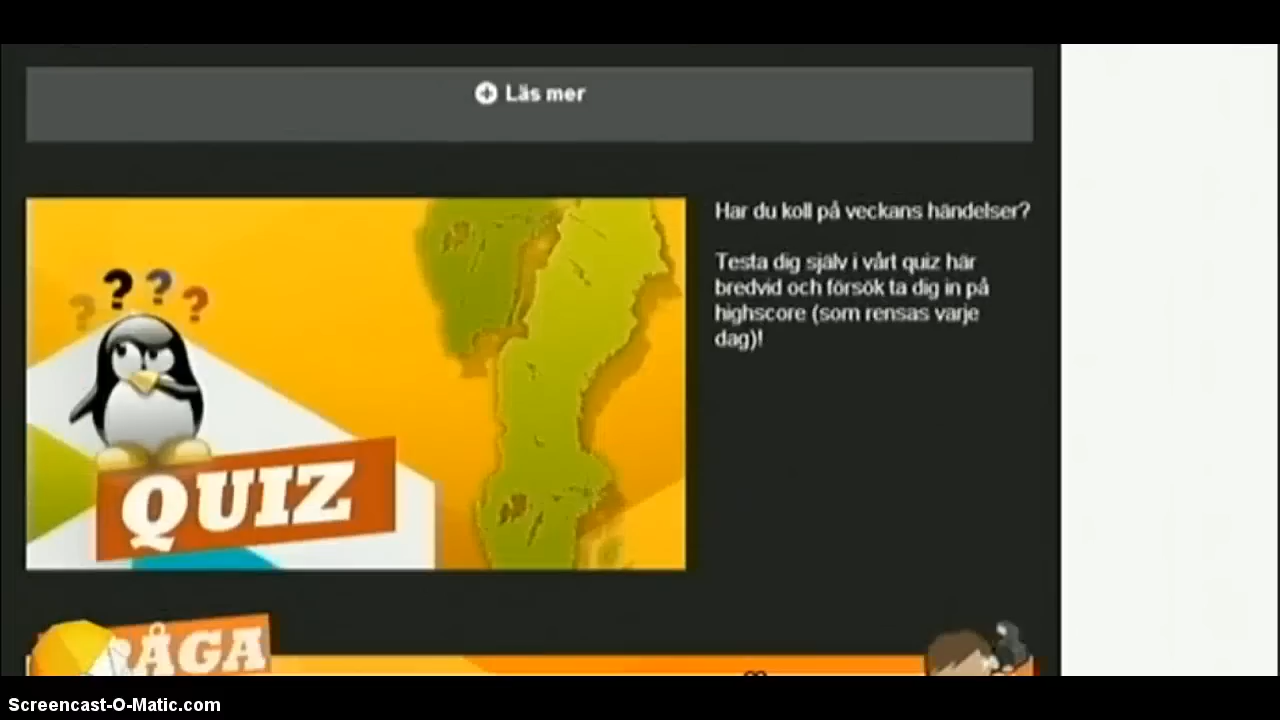 Läs mer
Har du koll på veckans händelser?
Testa dig själv i vårt quiz här
bredvid och försök ta dig in på
highscore (som rensas varje
dag)!
? ? ? ?
QUIZ
ÅGA
Screencast-O-Matic.com